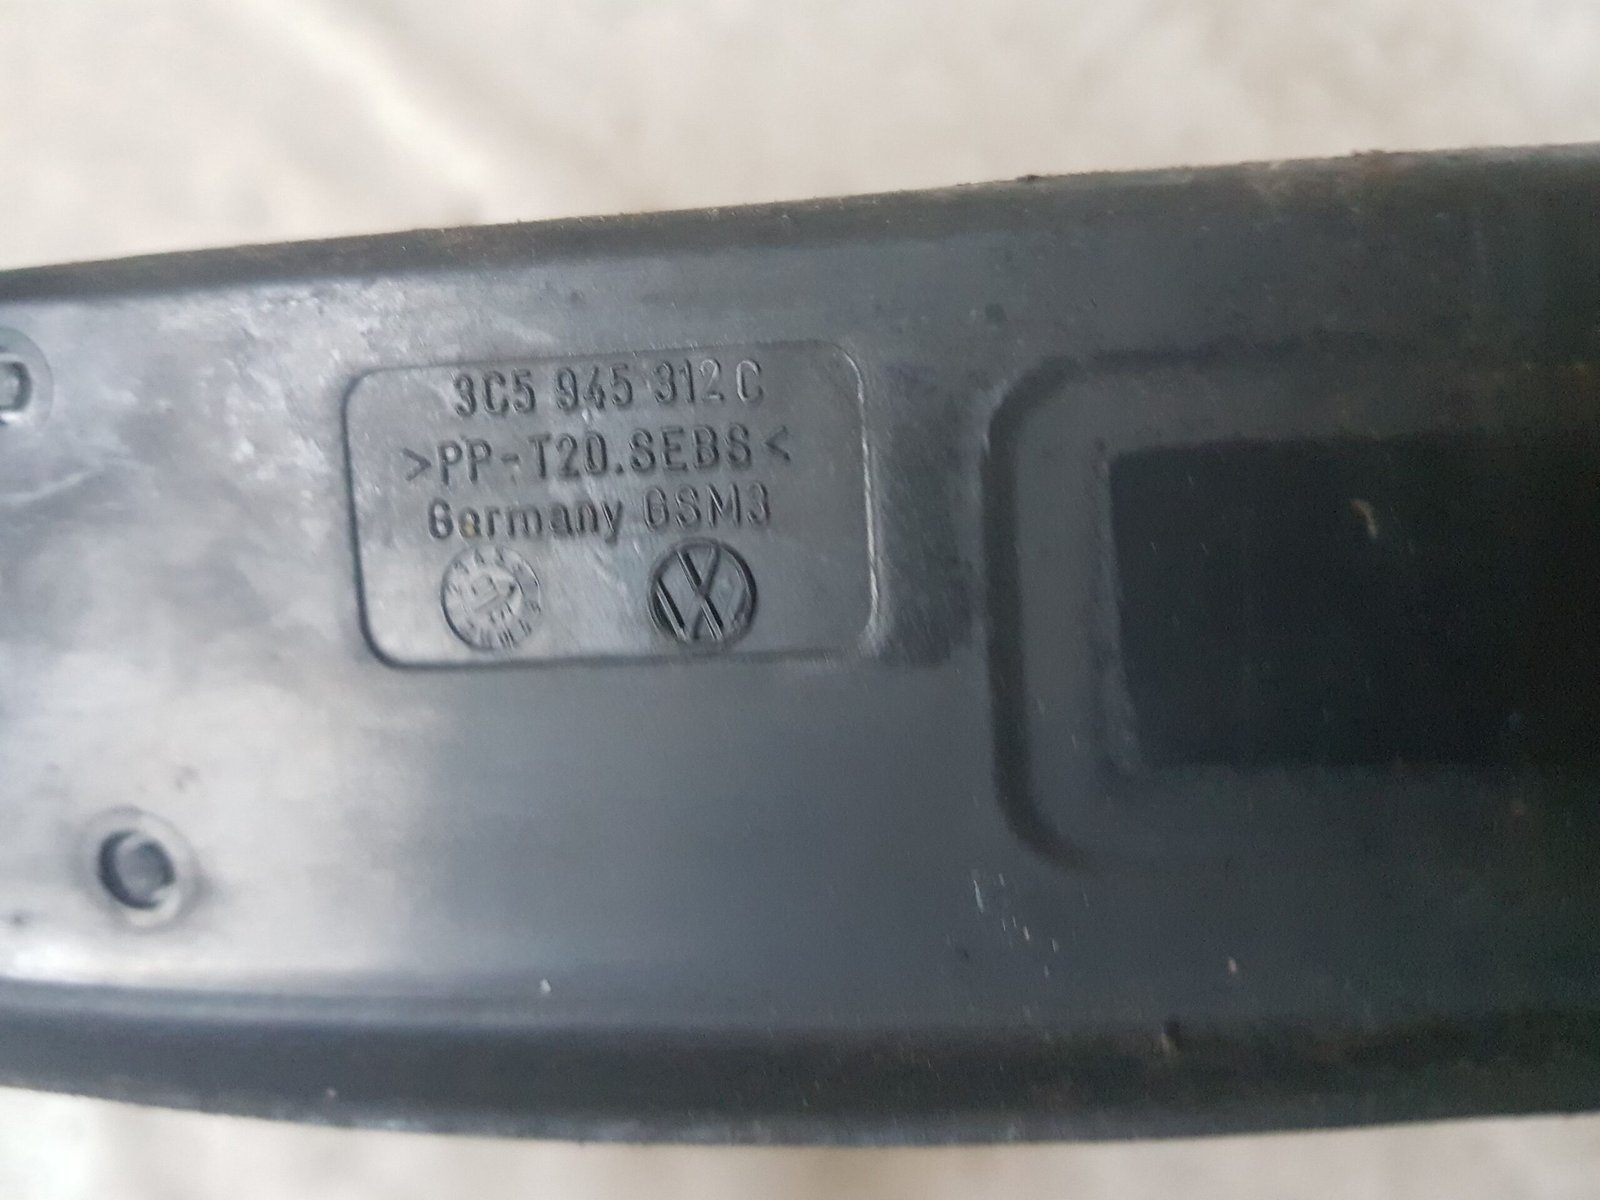 3C5 945 312 C
>PP-T20.SEBS<
Germany GSM3